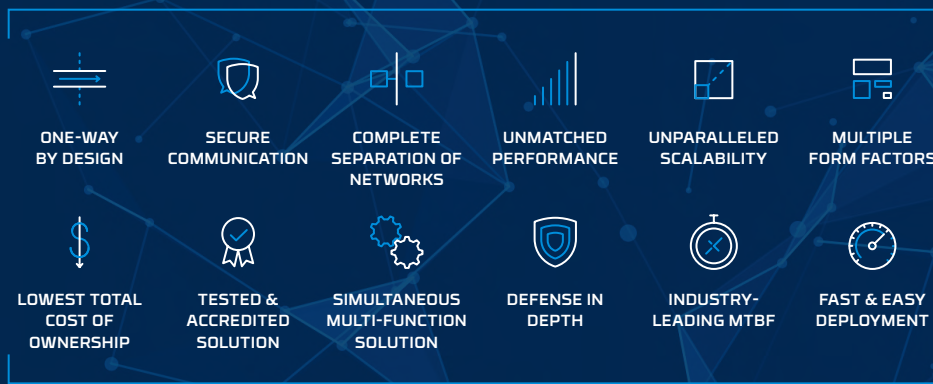 ONE-WAY
BY DESIGN
SECURE
COMMUNICATION
COMPLETE
SEPARATION OF
NETWORKS
UNMATCHED
PERFORMANCE
UNPARALLELED
SCALABILITY
MULTIPLE
FORM FACTORS
LOWEST TOTAL
COST OF
OWNERSHIP
TESTED &
ACCREDITED
SOLUTION
SIMULTANEOUS
MULTI-FUNCTION
SOLUTION
DEFENSE IN
DEPTH
INDUSTRY-
LEADING MTBF
FAST & EASY
DEPLOYMENT